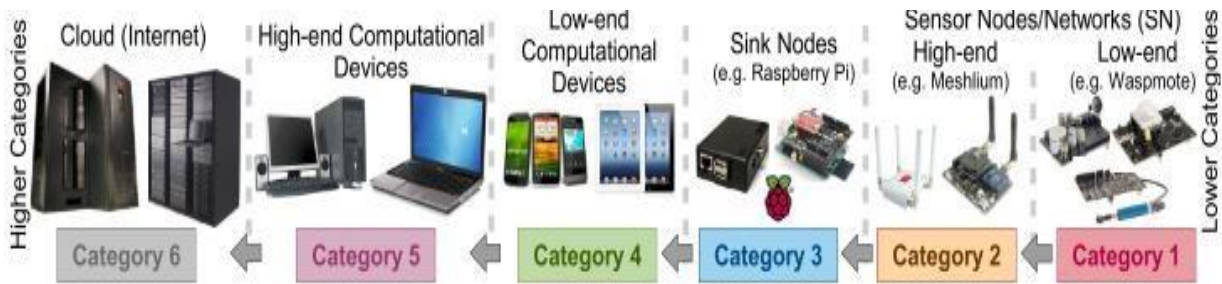 Higher Categories
Cloud (Internet)
High-end Computational
Devices
Low-end
Computational
Devices
Sink Nodes
(e.g. Raspberry Pi)
Sensor Nodes/Networks (SN)
High-end
(e.g. Meshlium)
Low-end
(e.g. Waspmote)
Lower Categories
Category 6
Category 5
Category 4
Category 3
Category 2
Category 1